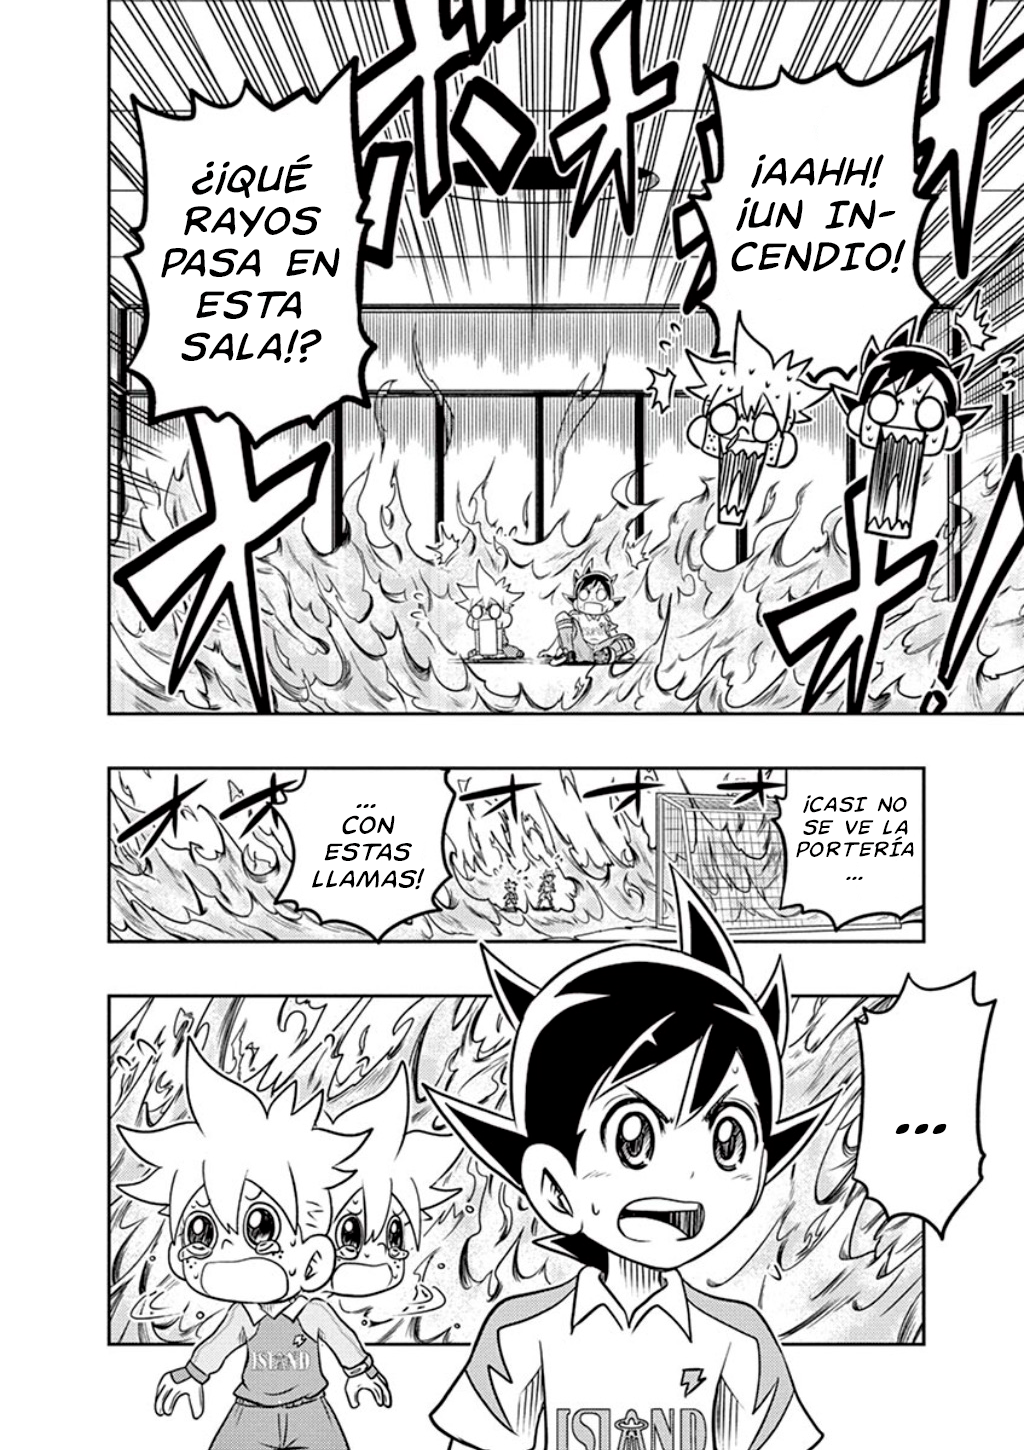 ¡AAHH!
¡UN IN-
CENDIO!
¿¡QUÉ
RAYOS
PASA EN
ESTA
SALA!?
¡CASI NO
SE VE LA
PORTERÍA
...
...
CON
ESTAS
LLAMAS!
...
ISLAND
ISLAND